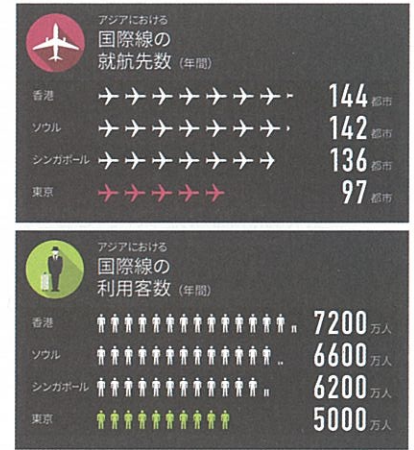 アジアにおける
国際線の
就航先数（年間）
香港 144都市
ソウル 142都市
シンガポール 136都市
東京 97都市
アジアにおける
国際線の
利用客数（年間）
香港 7200万人
ソウル 6600万人
シンガポール 6200万人
東京 5000万人